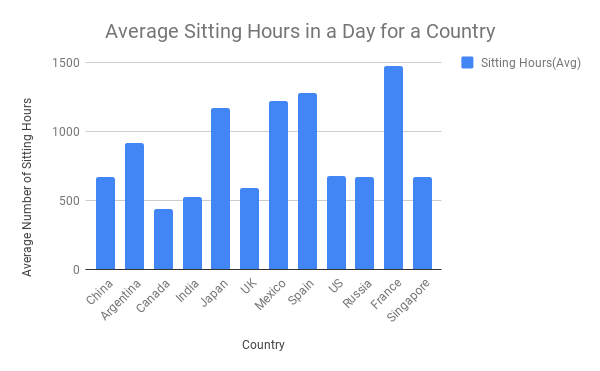 Average Sitting Hours in a Day for a Country
Sitting Hours(Avg)
Average Number of Sitting Hours
1500
1000
500
0
China
Argentina
Canada
India
Japan
UK
Mexico
Spain
US
Russia
France
Singapore
Country